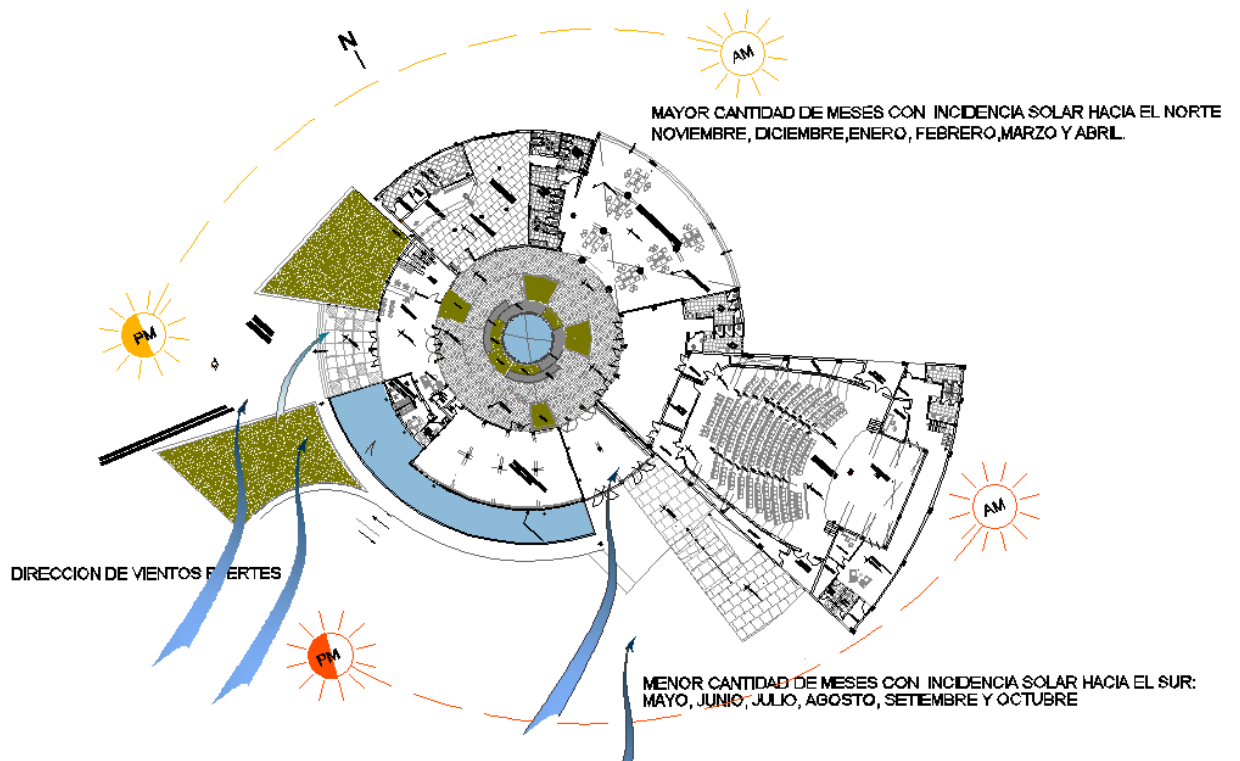 N
AM
MAYOR CANTIDAD DE MESES CON INCIDENCIA SOLAR HACIA EL NORTE
NOVIEMBRE, DICIEMBRE,ENERO, FEBRERO,MARZO Y ABRIL.
PM
AM
DIRECCION DE VIENTOS FUERTES
PM
MENOR CANTIDAD DE MESES CON INCIDENCIA SOLAR HACIA EL SUR:
MAYO, JUNIO, JULIO, AGOSTO, SETIEMBRE Y OCTUBRE